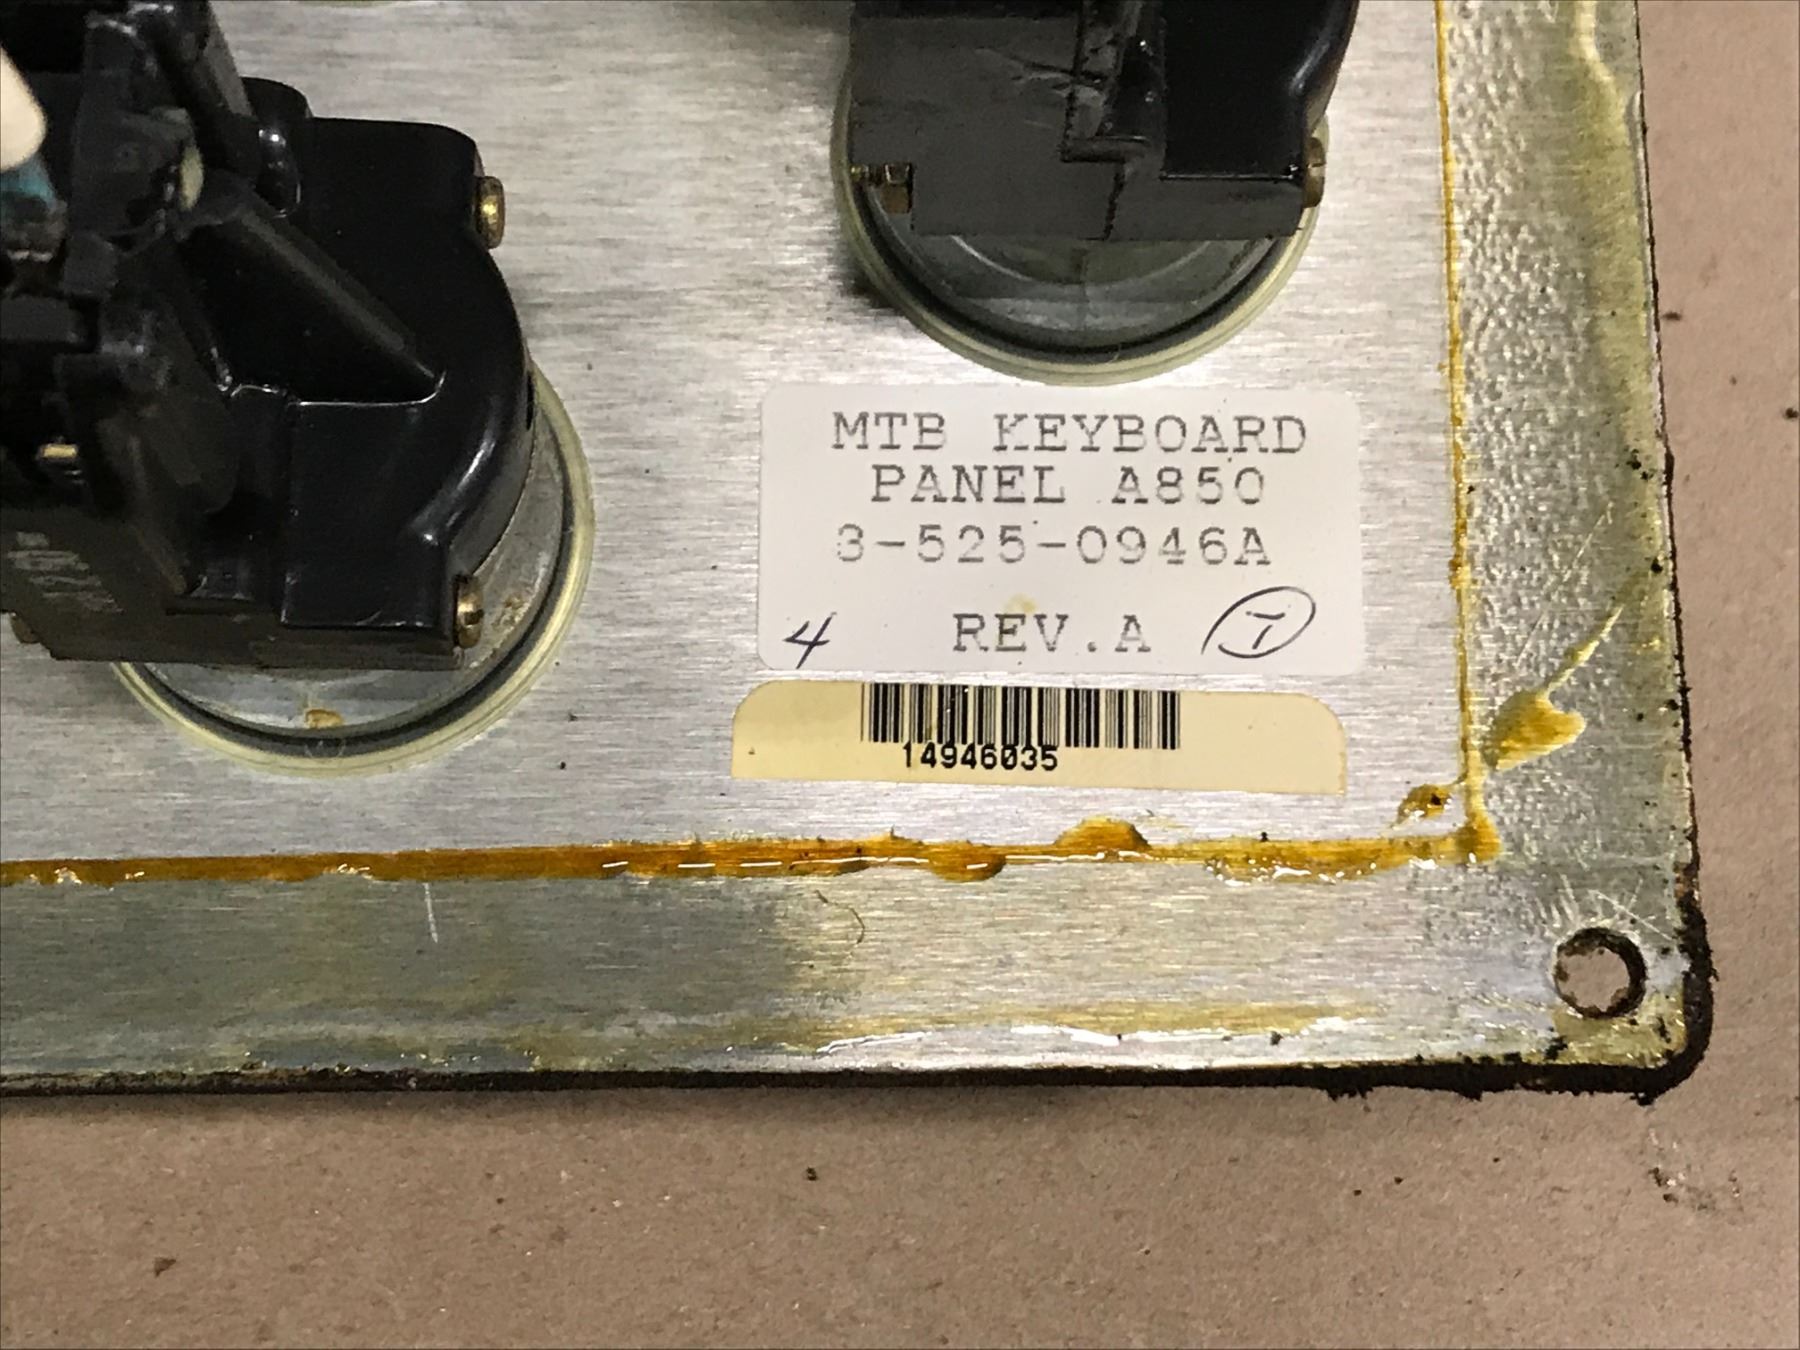 MTB KEYBOARD
PANEL A850
3-525-0946A
4 REV.A
14946035